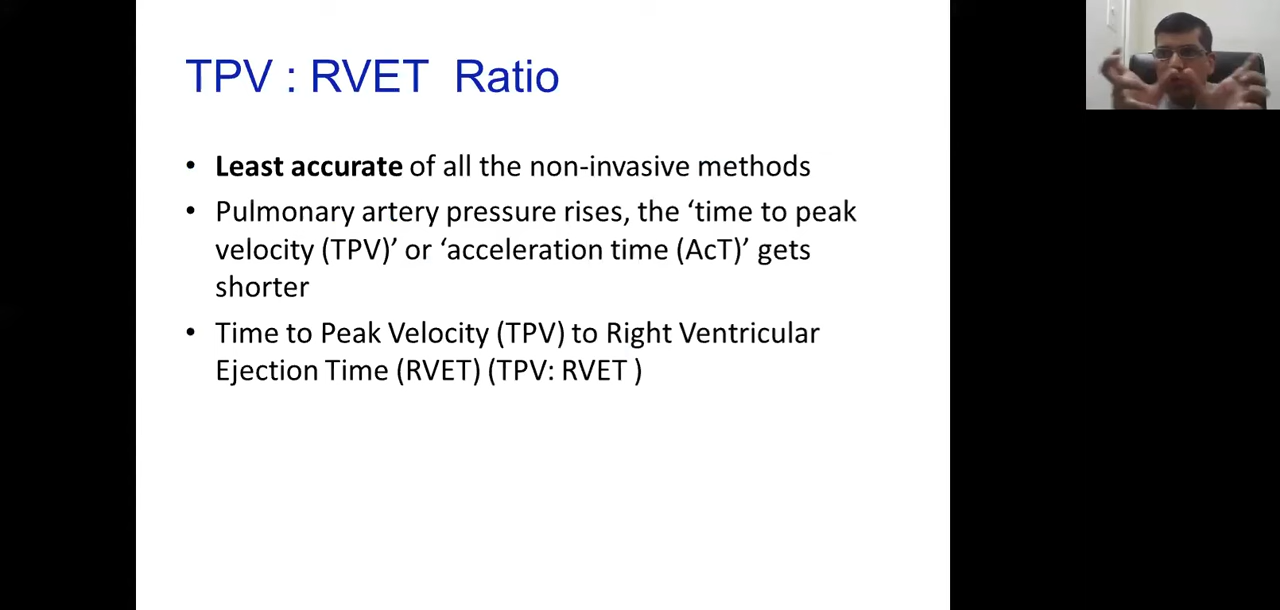 TPV : RVET Ratio
• Least accurate of all the non-invasive methods
• Pulmonary artery pressure rises, the ‘time to peak
velocity (TPV)’ or ‘acceleration time (AcT)’ gets
shorter
• Time to Peak Velocity (TPV) to Right Ventricular
Ejection Time (RVET) (TPV: RVET )